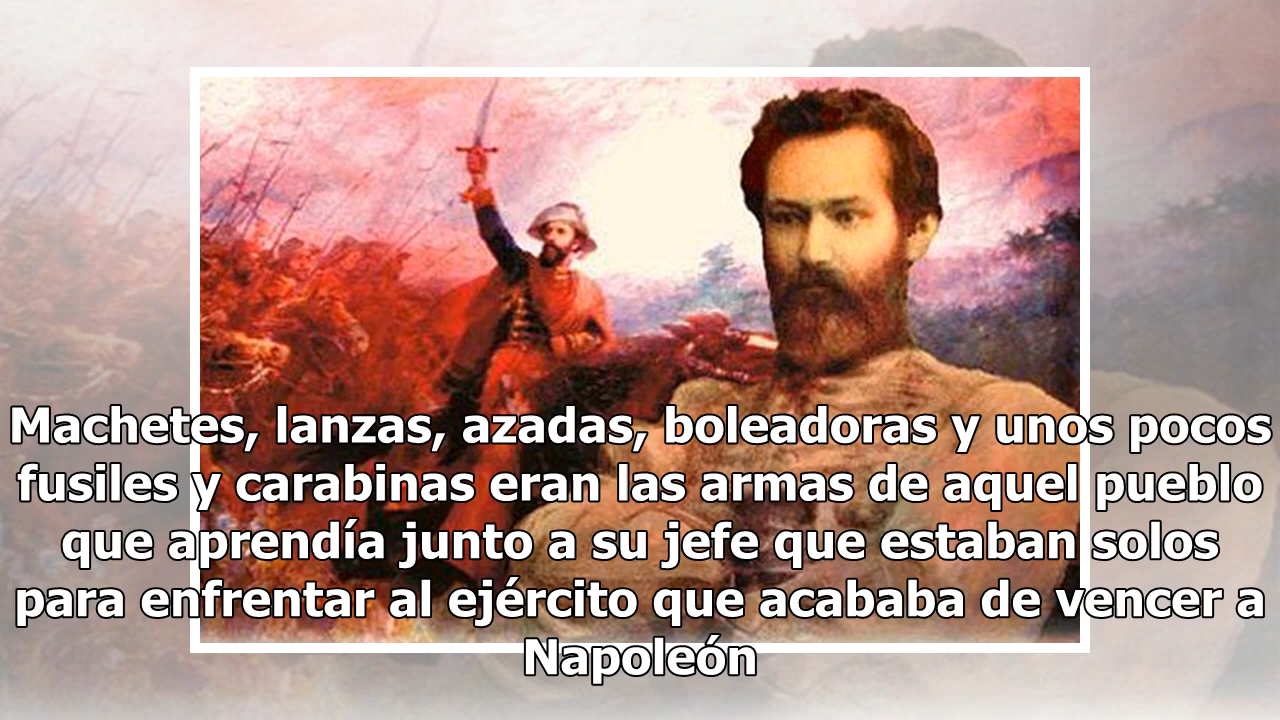 Machetes, lanzas, azadas, boleadoras y unos pocos
fusiles y carabinas eran las armas de aquel pueblo
que aprendía junto a su jefe que estaban solos
para enfrentar al ejército que acababa de vencer a
Napoleón